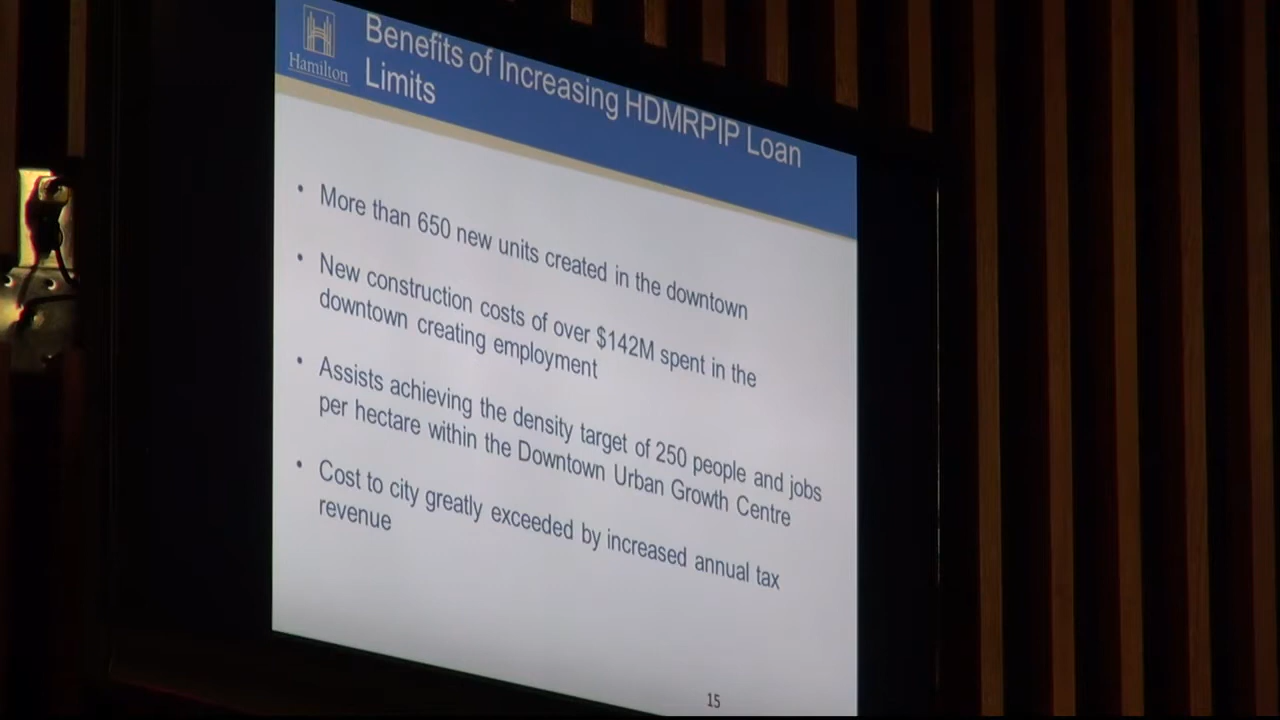 Hamilton
Benefits of Increasing HDMRPIP Loan
Limits
• More than 650 new units created in the downtown
• New construction costs of over $142M spent in the
downtown creating employment
• Assists achieving the density target of 250 people and jobs
per hectare within the Downtown Urban Growth Centre
• Cost to city greatly exceeded by increased annual tax
revenue
15